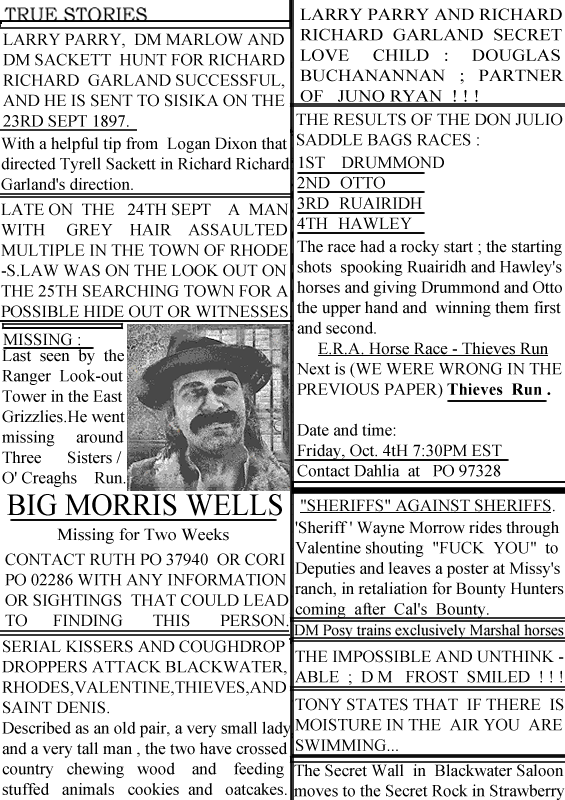 TRUE STORIES
LARRY PARRY, DM MARLOW AND
DM SACKETT HUNT FOR RICHARD
RICHARD GARLAND SUCCESSFUL,
AND HE IS SENT TO SISIKA ON THE
23RD SEPT 1897.
With a helpful tip from Logan Dixon that
directed Tyrell Sackett in Richard Richard
Garland's direction.
LATE ON THE 24TH SEPT A MAN
WITH GREY HAIR ASSAULTED
MULTIPLE IN THE TOWN OF RHODE
-S.LAW WAS ON THE LOOK OUT ON
THE 25TH SEARCHING TOWN FOR A
POSSIBLE HIDE OUT OR WITNESSES
MISSING :
Last seen by the
Ranger Look-out
Tower in the East
Grizzlies.He went
missing around
Three Sisters /
O' Creaghs Run.
BIG MORRIS WELLS
Missing for Two Weeks
CONTACT RUTH PO 37940 OR CORI
PO 02286 WITH ANY INFORMATION
OR SIGHTINGS THAT COULD LEAD
TO FINDING THIS PERSON.
SERIAL KISSERS AND COUGHDROP
DROPPERS ATTACK BLACKWATER,
RHODES,VALENTINE,THIEVES,AND
SAINT DENIS.
Described as an old pair, a very small lady
and a very tall man , the two have crossed
country chewing wood and feeding
stuffed animals cookies and oatcakes.
LARRY PARRY AND RICHARD
RICHARD GARLAND SECRET
LOVE CHILD : DOUGLAS
BUCHANANNAN ; PARTNER
OF JUNO RYAN ! ! !
THE RESULTS OF THE DON JULIO
SADDLE BAGS RACES :
1ST DRUMMOND
2ND OTTO
3RD RUAIRIDH
4TH HAWLEY
The race had a rocky start ; the starting
shots spooking Ruairidh and Hawley's
horses and giving Drummond and Otto
the upper hand and winning them first
and second.
E.R.A. Horse Race - Thieves Run
Next is (WE WERE WRONG IN THE
PREVIOUS PAPER) Thieves Run .
Date and time:
Friday, Oct. 4tH 7:30PM EST
Contact Dahlia at PO 97328
"SHERIFFS" AGAINST SHERIFFS.
'Sheriff ' Wayne Morrow rides through
Valentine shouting "FUCK YOU" to
Deputies and leaves a poster at Missy's
ranch, in retaliation for Bounty Hunters
coming after Cal's Bounty.
DM Posy trains exclusively Marshal horses
THE IMPOSSIBLE AND UNTHINK -
ABLE ; D M FROST SMILED ! ! !
TONY STATES THAT IF THERE IS
MOISTURE IN THE AIR YOU ARE
SWIMMING...
The Secret Wall in Blackwater Saloon
moves to the Secret Rock in Strawberry